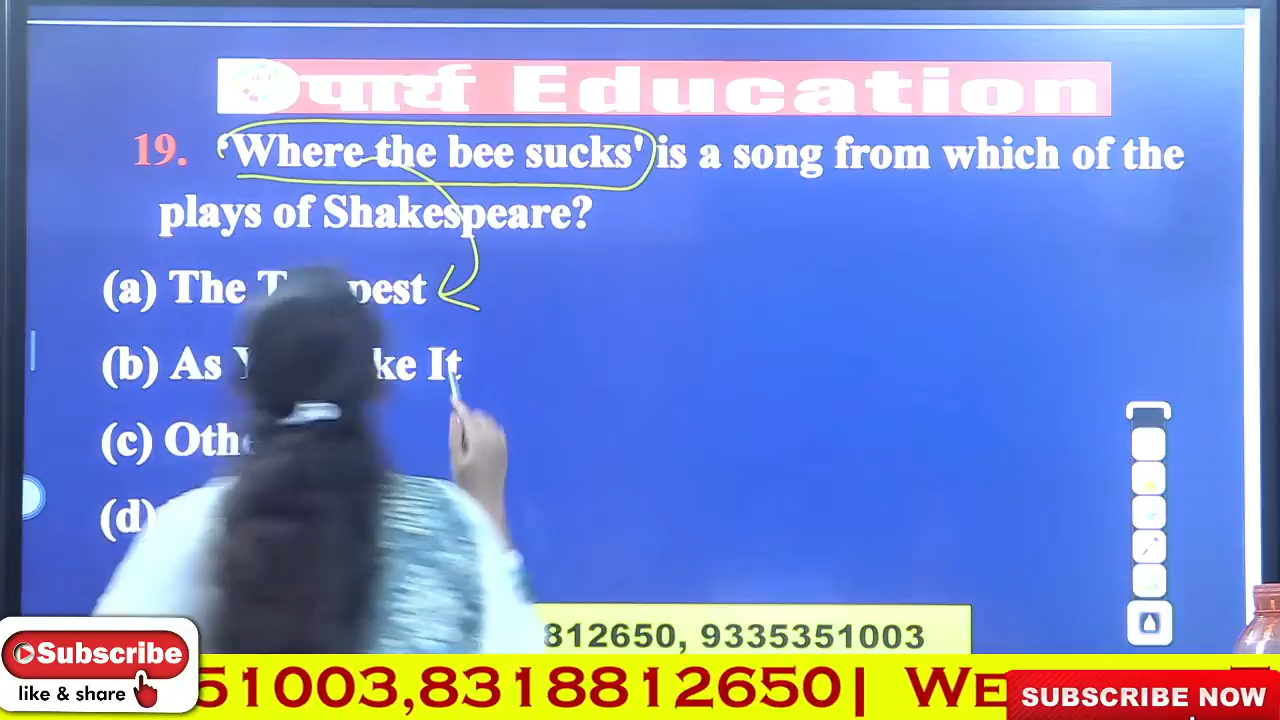 पार्य Education
19. 'Where the bee sucks' is a song from which of the
plays of Shakespeare?
(a) The pest
(b) As ke It
(c) Oth
(d)
812650, 9335351003
Subscribe
like & share
51003,8318812650| WE
SUBSCRIBE NOW